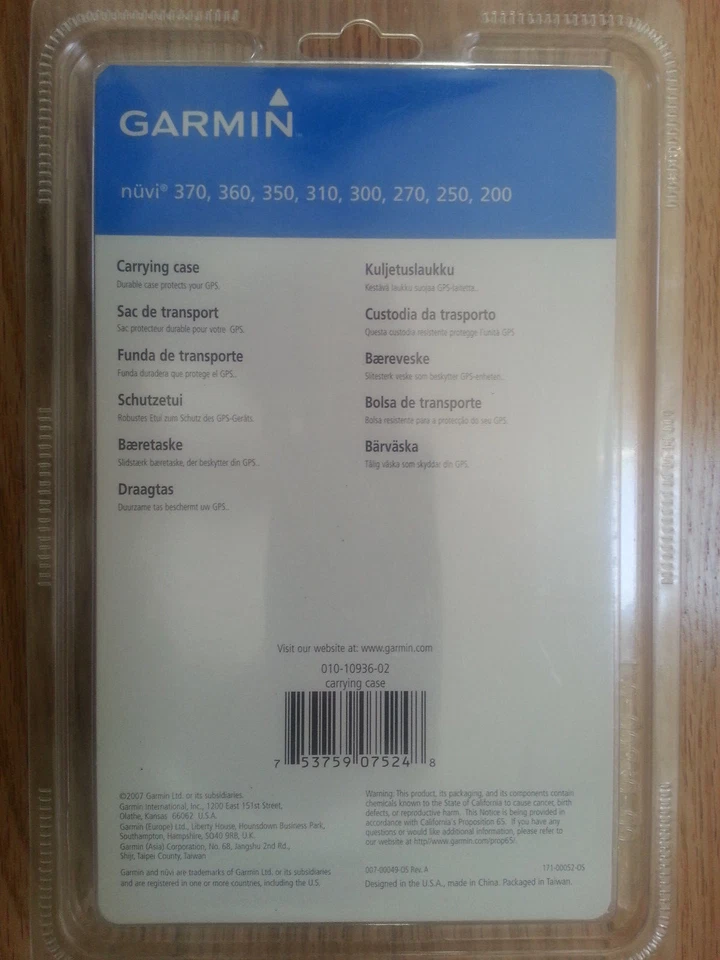 GARMIN
nüvi® 370, 360, 350, 310, 300, 270, 250, 200
Carrying case
Durable case protects your GPS.
Sac de transport
Sac protecteur durable pour votre GPS.
Funda de transporte
Funda duradera que protege el GPS..
Schutzetui
Robustes Etui zum Schutz des GPS-Geräts.
Bæretaske
Slidstærk bæretaske, der beskytter din GPS..
Draagtas
Duurzame tas beschermt uw GPS..
Kuljetuslaukku
Kestävä laukku suojaa GPS-laitetta..
Custodia da trasporto
Questa custodia resistente protegge l'unità GPS
Bæreveske
Slitesterk veske som beskytter GPS-enheten.
Bolsa de transporte
Bolsa resistente para a protecção do seu GPS.
Bärväska
Tålig väska som skyddar din GPS.
Visit our website at: www.garmin.com
010-10936-02
carrying case
7 53759 07524 8
©2007 Garmin Ltd. or its subsidiaries.
Garmin International, Inc., 1200 East 151st Street,
Olathe, Kansas 66062 U.S.A.
Garmin (Europe) Ltd., Liberty House, Hounsdown Business Park,
Southampton, Hampshire, SO40 9RB, U.K.
Garmin (Asia) Corporation, No. 68, Jangshu 2nd Rd.,
Shiji, Taipei County, Taiwan
Garmin and nüvi are trademarks of Garmin Ltd. or its subsidiaries
and are registered in one or more countries, including the U.S.
Warning: This product, its packaging, and its components contain
chemicals known to the State of California to cause cancer, birth
defects, or reproductive harm. This Notice is being provided in
accordance with California's Proposition 65. If you have any
questions or would like additional information, please refer to
our website at http://www.garmin.com/prop65/.
007-00049-05 Rev. A
171-00052-05
Designed in the U.S.A., made in China. Packaged in Taiwan.